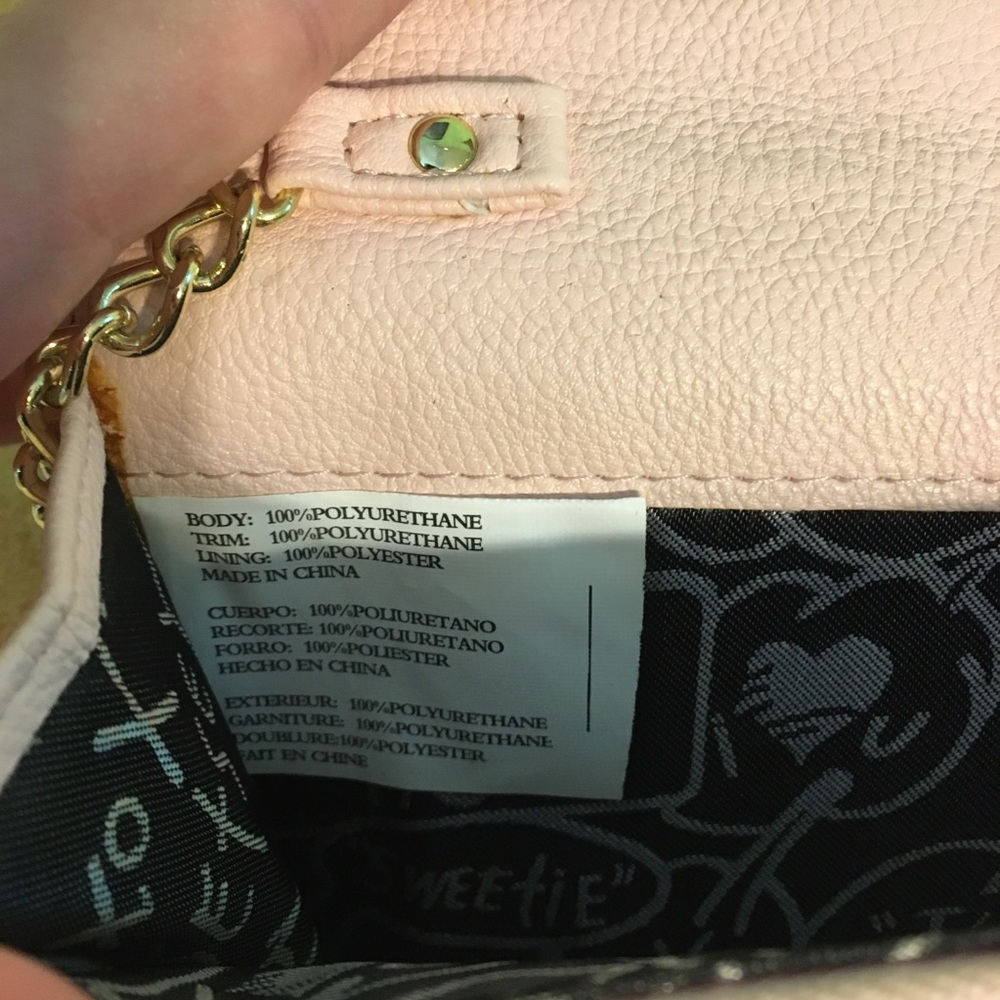 BODY: 100%POLYURETHANE
TRIM: 100%POLYURETHANE
LINING: 100%POLYESTER
MADE IN CHINA
CUERPO: 100%POLIURETANO
RECORTE: 100%POLIURETANO
FORRO: 100%POLIESTER
HECHO EN CHINA
EXTERIEUR: 100%POLYURETHANE
GARNITURE: 100%POLYURETHANE
DOUBLURE:100%POLYESTER
FAIT EN CHINE
I U
"SWEEtiE"